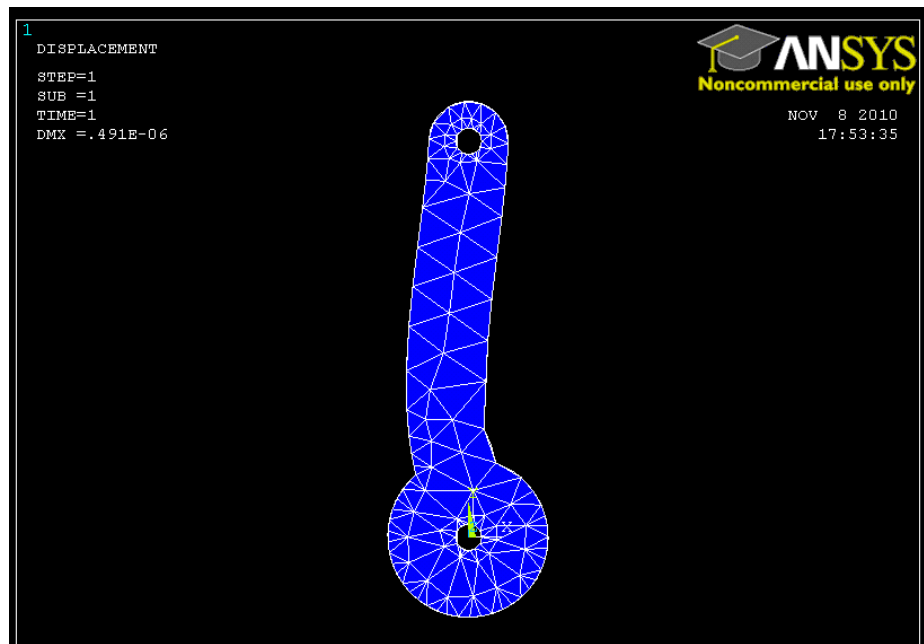 1
DISPLACEMENT
STEP=1
SUB =1
TIME=1
DMX =.491E-06
ANSYS
Noncommercial use only
NOV 8 2010
17:53:35
X